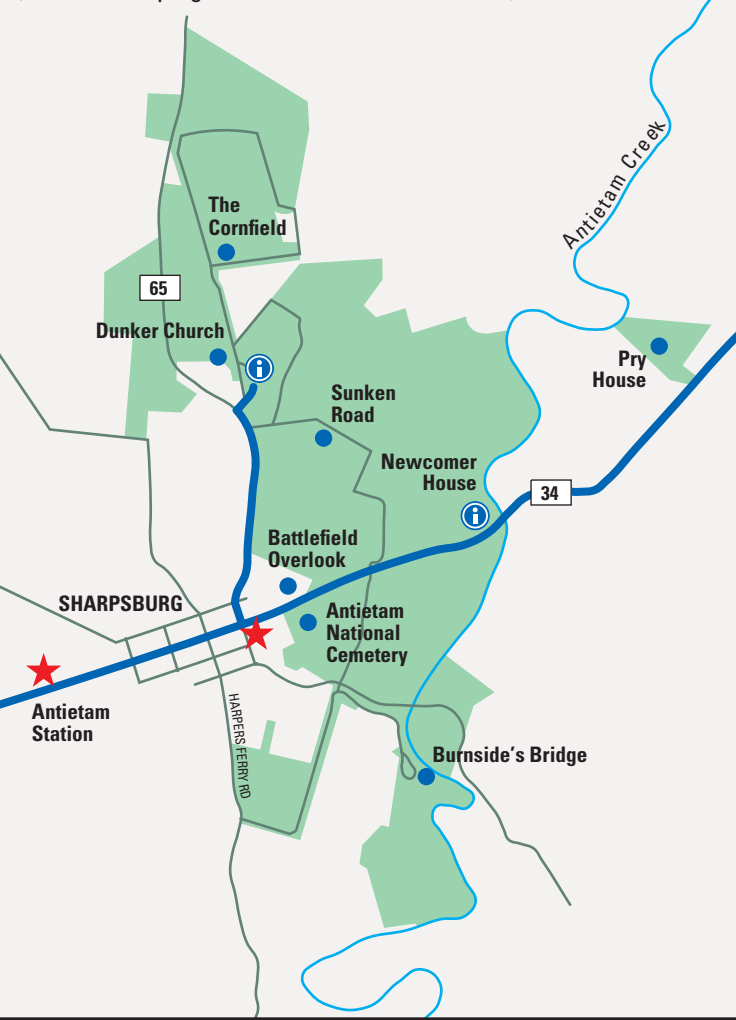 Antietam Creek
The
Cornfield
65
Dunker Church
i
Pry
House
Sunken
Road
Newcomer
House
34
i
Battlefield
Overlook
SHARPSBURG
Antietam
National
Cemetery
Antietam
Station
HARPERS FERRY RD
Burnside's Bridge